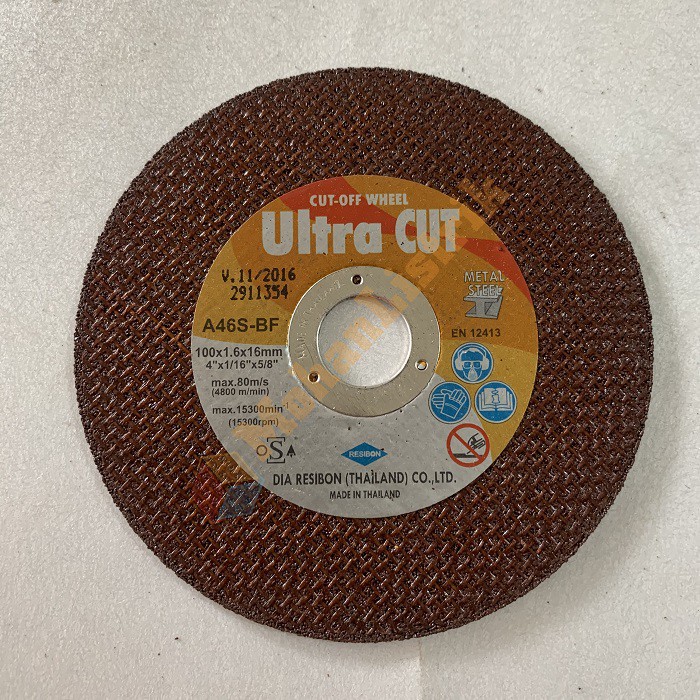 CUT-OFF WHEEL
Ultra CUT
V.11/2016
2911354
METAL
STEEL
A46S-BF
EN 12413
100x1.6x16mm
4"x1/16"x5/8"
max.80m/s
(4800 m/min)
max.15300min⁻¹
(15300rpm)
S
RESIBON
DIA RESIBON (THAILAND) CO.,LTD.
MADE IN THAILAND